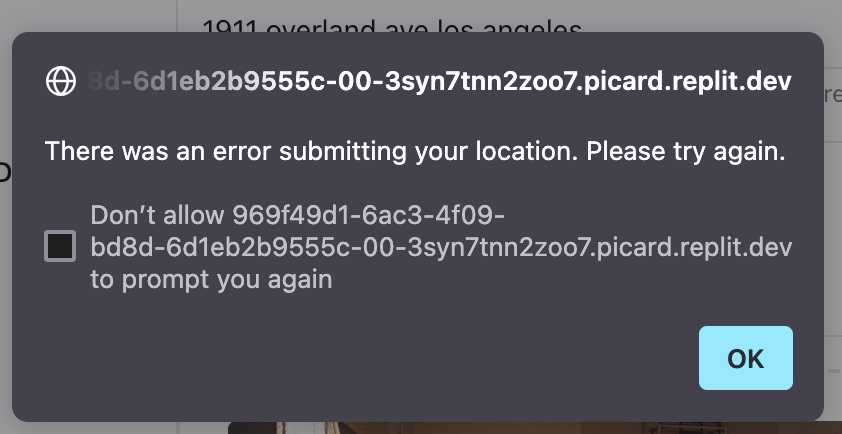 1911 overland ave los angeles
8d-6d1eb2b9555c-00-3syn7tnn2zoo7.picard.replit.dev
re
There was an error submitting your location. Please try again.
Don’t allow 969f49d1-6ac3-4f09-
bd8d-6d1eb2b9555c-00-3syn7tnn2zoo7.picard.replit.dev
to prompt you again
OK